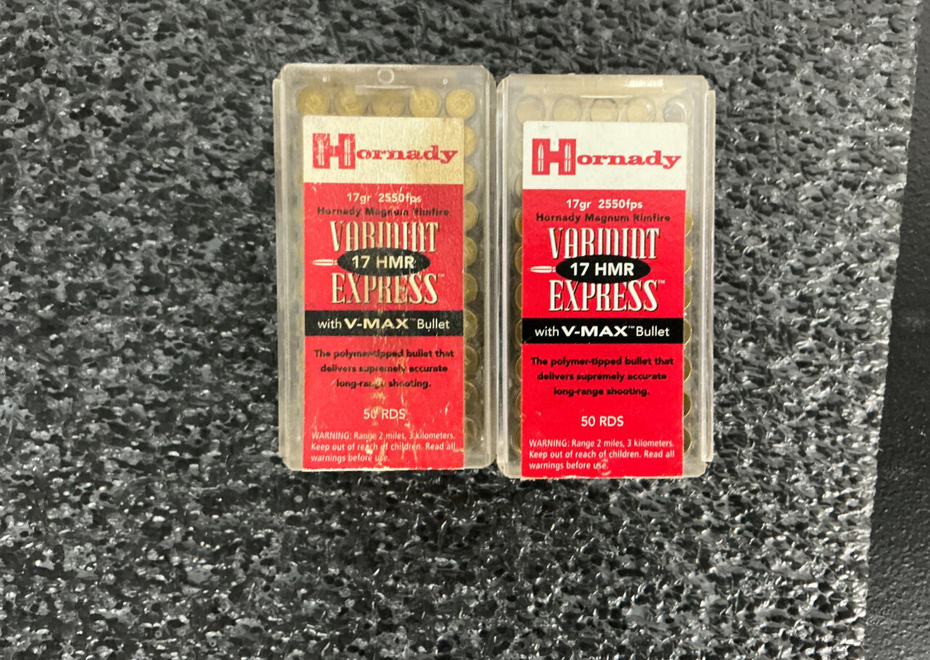 Hornady
17gr 2550fps
Hornady Magnum Rimfire
VARMINT
17 HMR
EXPRESS™
with V-MAX™ Bullet
The polymer-tipped bullet that
delivers supremely accurate
long-range shooting.
50 RDS
WARNING: Range 2 miles, 3 kilometers.
Keep out of reach of children. Read all
warnings before use.
Hornady
17gr 2550fps
Hornady Magnum Rimfire
VARMINT
17 HMR
EXPRESS™
with V-MAX™ Bullet
The polymer-tipped bullet that
delivers supremely accurate
long-range shooting.
50 RDS
WARNING: Range 2 miles, 3 kilometers.
Keep out of reach of children. Read all
warnings before use.